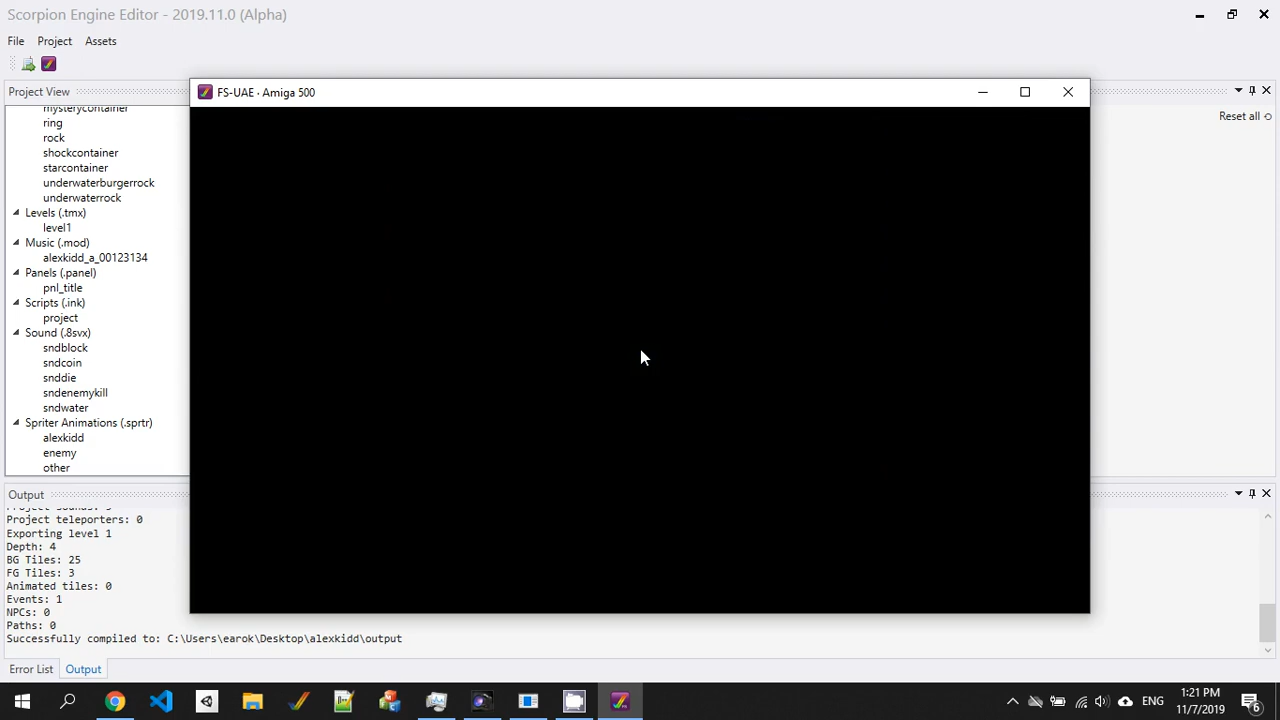 Scorpion Engine Editor - 2019.11.0 (Alpha)
File Project Assets
Project View
FS-UAE · Amiga 500
Reset all
mysterycontainer
ring
rock
shockcontainer
starcontainer
underwaterburgerrock
underwaterrock
Levels (.tmx)
level1
Music (.mod)
alexkidd_a_00123134
Panels (.panel)
pnl_title
Scripts (.ink)
project
Sound (.8svx)
sndblock
sndcoin
snddie
sndenemykill
sndwater
Spriter Animations (.sprtr)
alexkidd
enemy
other
Output
Project teleporters: 0
Exporting level 1
Depth: 4
BG Tiles: 25
FG Tiles: 3
Animated tiles: 0
Events: 1
NPCs: 0
Paths: 0
Successfully compiled to: C:\Users\earok\Desktop\alexkidd\output
Error List Output
ENG
1:21 PM
11/7/2019
6